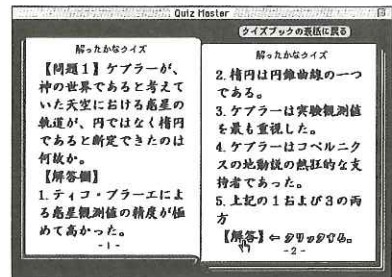 Quiz Master
クイズブックの表紙に戻る
解ったかなクイズ
【問題1】ケプラーが、
神の世界であると考えて
いた天空における惑星の
軌道が、円ではなく楕円
であると断定できたのは
何故か。
【解答欄】
1.ティコ・ブラーエによ
る惑星観測値の精度が極
めて高かった。
-1-
解ったかなクイズ
2.楕円は円錐曲線の一つ
である。
3.ケプラーは実験観測値
を最も重視した。
4.ケプラーはコペルニク
スの地動説の熱狂的な支
持者であった。
5.上記の1および3の両
方
【解答】⇦クリックする。
-2-